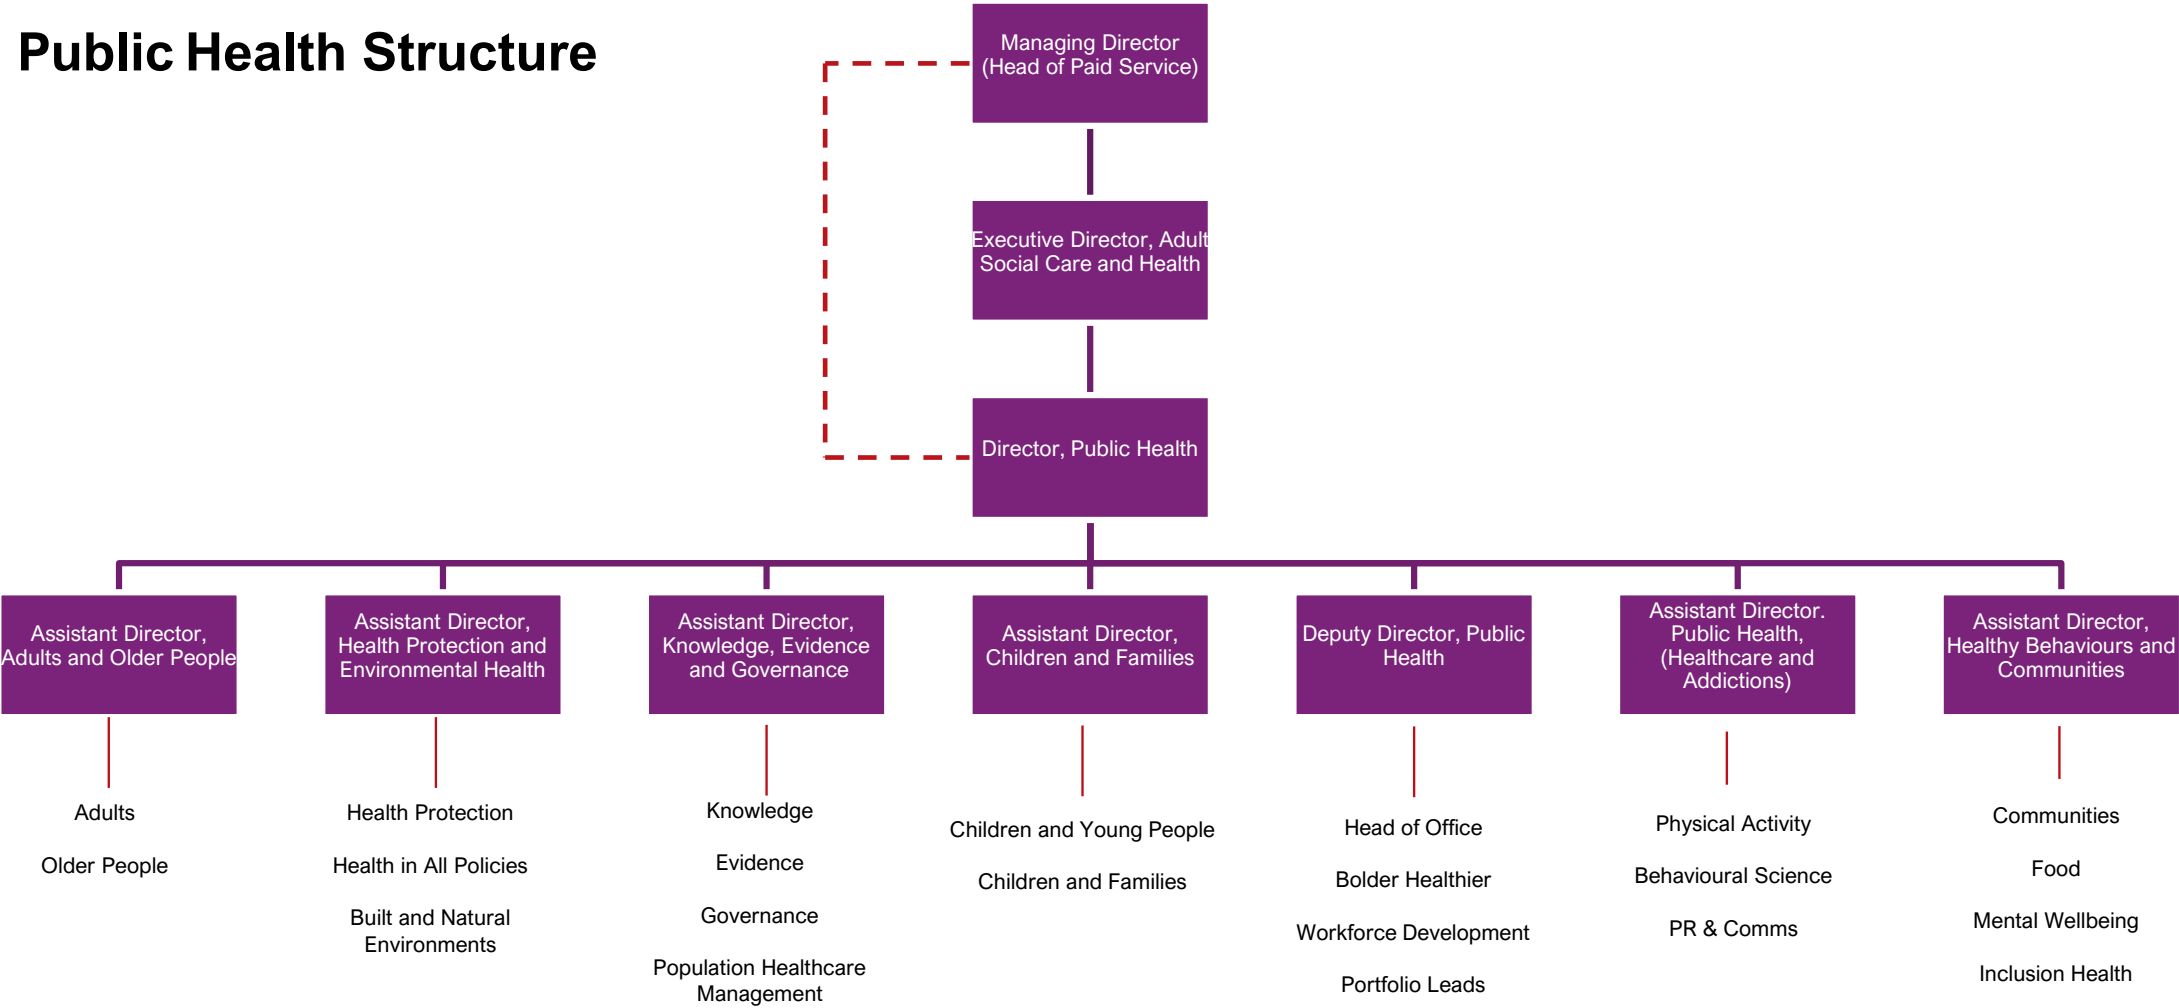 Public Health Structure
Managing Director
(Head of Paid Service)
Executive Director, Adult
Social Care and Health
Director, Public Health
Assistant Director,
Adults and Older People
Assistant Director,
Health Protection and
Environmental Health
Assistant Director,
Knowledge, Evidence
and Governance
Assistant Director,
Children and Families
Deputy Director, Public
Health
Assistant Director.
Public Health,
(Healthcare and
Addictions)
Assistant Director,
Healthy Behaviours and
Communities
Adults
Older People
Health Protection
Health in All Policies
Built and Natural
Environments
Knowledge
Evidence
Governance
Population Healthcare
Management
Children and Young People
Children and Families
Head of Office
Bolder Healthier
Workforce Development
Portfolio Leads
Physical Activity
Behavioural Science
PR & Comms
Communities
Food
Mental Wellbeing
Inclusion Health